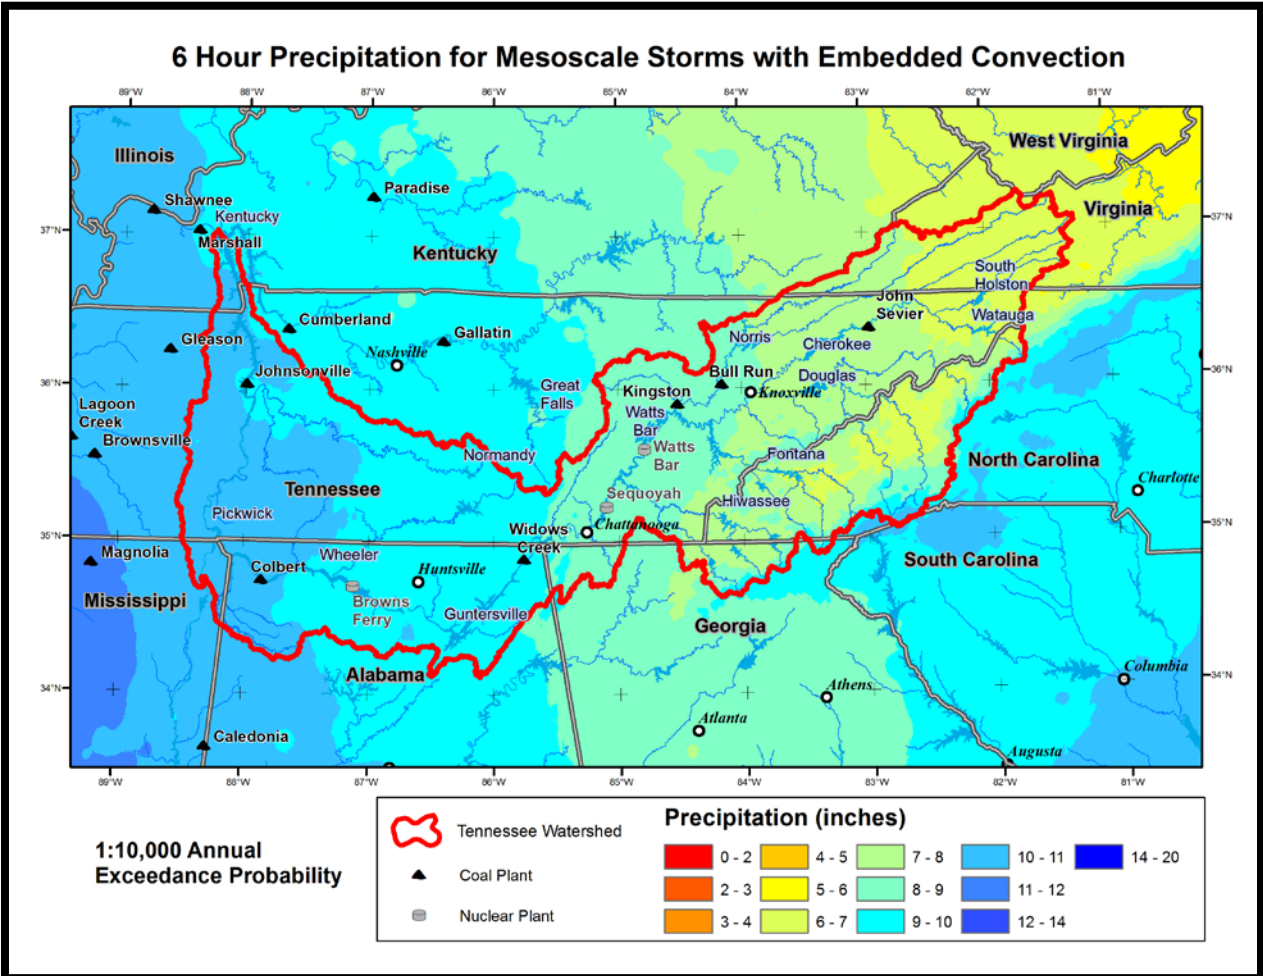 6 Hour Precipitation for Mesoscale Storms with Embedded Convection
89°W 88°W 87°W 86°W 85°W 84°W 83°W 82°W 81°W
West Virginia
Illinois
Paradise
Shawnee
Virginia
Kentucky
37°N
37°N
Marshall
Kentucky
South
Holston
John
Sevier
Watauga
Cumberland
Gallatin
Norris
Cherokee
Gleason
Nashville
36°N
36°N
Johnsonville
Great
Falls
Bull Run
Douglas
Kingston
Knoxville
Lagoon
Creek
Watts
Bar
Brownsville
Watts
Bar
Normandy
Fontana
North Carolina
Charlotte
Tennessee
Sequoyah
Hiwassee
Pickwick
Widows
Creek
Chattanooga
35°N
35°N
Magnolia
Wheeler
Colbert
Huntsville
South Carolina
Mississippi
Browns
Ferry
Guntersville
Georgia
Alabama
Columbia
34°N
34°N
Athens
Atlanta
Caledonia
Augusta
89°W 88°W 87°W 86°W 85°W 84°W 83°W 82°W 81°W
1:10,000 Annual
Exceedance Probability
Tennessee Watershed
Coal Plant
Nuclear Plant
Precipitation (inches)
0 - 2 4 - 5 7 - 8 10 - 11 14 - 20
2 - 3 5 - 6 8 - 9 11 - 12
3 - 4 6 - 7 9 - 10 12 - 14